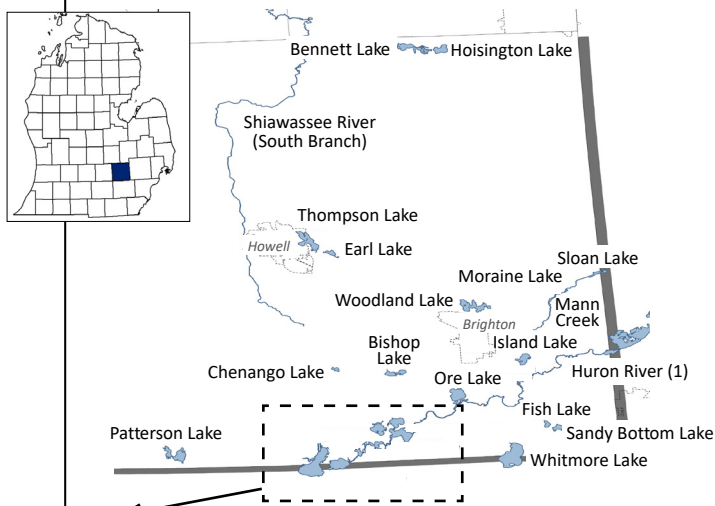 Bennett Lake
Hoisington Lake
Shiawassee River
(South Branch)
Thompson Lake
Howell
Earl Lake
Sloan Lake
Moraine Lake
Woodland Lake
Mann
Creek
Brighton
Bishop
Lake
Island Lake
Chenango Lake
Ore Lake
Huron River (1)
Fish Lake
Patterson Lake
Sandy Bottom Lake
Whitmore Lake